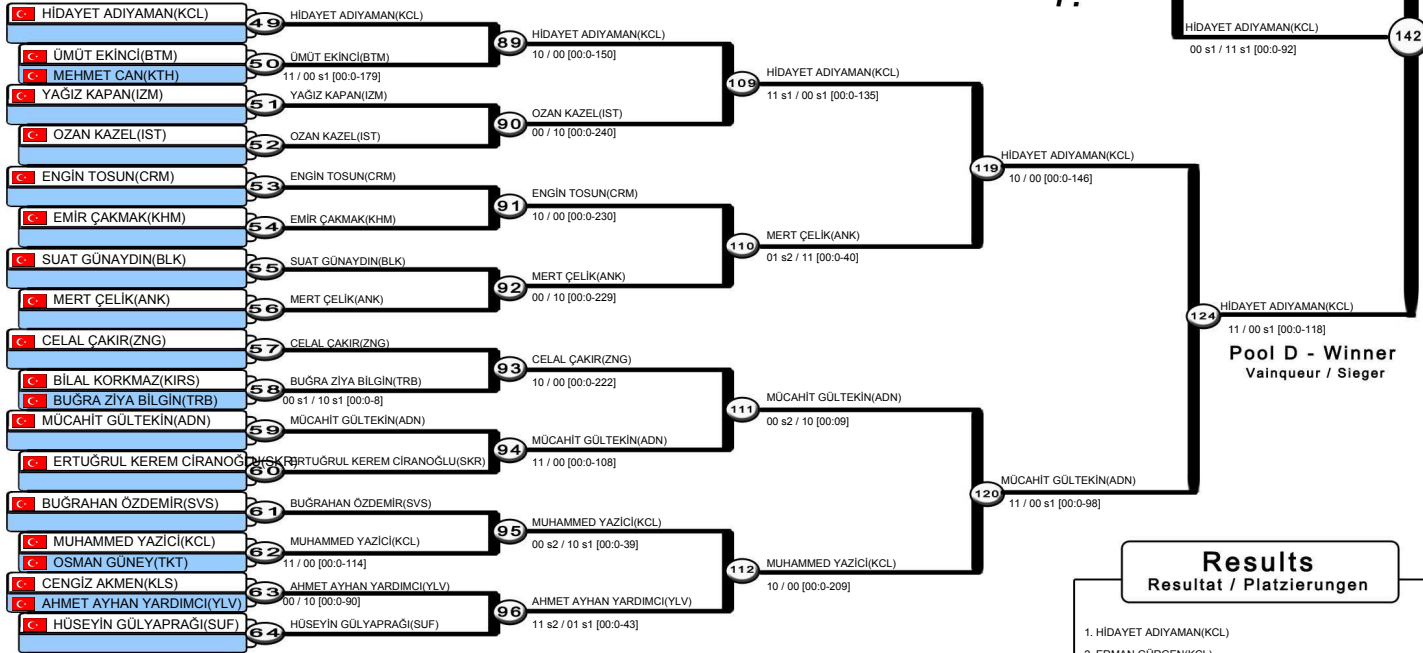 HİDAYET ADIYAMAN(KCL)
ÜMÜT EKİNCİ(BTM)
MEHMET CAN(KTH)
YAĞIZ KAPAN(IZM)
OZAN KAZEL(IST)
ENGİN TOSUN(CRM)
EMİR ÇAKMAK(KHM)
SUAT GÜNAYDIN(BLK)
MERT ÇELİK(ANK)
CELAL ÇAKIR(ZNG)
BİLAL KORKMAZ(KIRS)
BUĞRA ZİYA BİLGİN(TRB)
MÜCAHİT GÜLTEKİN(ADN)
ERTUĞRUL KEREM CİRANOĞLU(SKR)
BUĞRAHAN ÖZDEMİR(SVS)
MUHAMMED YAZİCİ(KCL)
OSMAN GÜNEY(TKT)
CENGİZ AKMEN(KLS)
AHMET AYHAN YARDIMCI(YLV)
HÜSEYİN GÜLYAPRAĞI(SUF)
49
HİDAYET ADIYAMAN(KCL)
50
ÜMÜT EKİNCİ(BTM)
11 / 00 s1 [00:0-179]
51
YAĞIZ KAPAN(IZM)
52
OZAN KAZEL(IST)
53
ENGİN TOSUN(CRM)
54
EMİR ÇAKMAK(KHM)
55
SUAT GÜNAYDIN(BLK)
56
MERT ÇELİK(ANK)
57
CELAL ÇAKIR(ZNG)
58
BUĞRA ZİYA BİLGİN(TRB)
00 s1 / 10 s1 [00:0-8]
59
MÜCAHİT GÜLTEKİN(ADN)
60
ERTUĞRUL KEREM CİRANOĞLU(SKR)
61
BUĞRAHAN ÖZDEMİR(SVS)
62
MUHAMMED YAZİCİ(KCL)
11 / 00 [00:0-114]
63
AHMET AYHAN YARDIMCI(YLV)
00 / 10 [00:0-90]
64
HÜSEYİN GÜLYAPRAĞI(SUF)
89
HİDAYET ADIYAMAN(KCL)
10 / 00 [00:0-150]
90
OZAN KAZEL(IST)
00 / 10 [00:0-240]
91
ENGİN TOSUN(CRM)
10 / 00 [00:0-230]
92
MERT ÇELİK(ANK)
00 / 10 [00:0-229]
93
CELAL ÇAKIR(ZNG)
10 / 00 [00:0-222]
94
MÜCAHİT GÜLTEKİN(ADN)
11 / 00 [00:0-108]
95
MUHAMMED YAZİCİ(KCL)
00 s2 / 10 s1 [00:0-39]
96
AHMET AYHAN YARDIMCI(YLV)
11 s2 / 01 s1 [00:0-43]
109
HİDAYET ADIYAMAN(KCL)
11 s1 / 00 s1 [00:0-135]
110
MERT ÇELİK(ANK)
01 s2 / 11 [00:0-40]
111
MÜCAHİT GÜLTEKİN(ADN)
00 s2 / 10 [00:09]
112
MUHAMMED YAZİCİ(KCL)
10 / 00 [00:0-209]
119
HİDAYET ADIYAMAN(KCL)
10 / 00 [00:0-146]
120
MÜCAHİT GÜLTEKİN(ADN)
11 / 00 s1 [00:0-98]
124
HİDAYET ADIYAMAN(KCL)
11 / 00 s1 [00:0-118]
Pool D - Winner
Vainqueur / Sieger
HİDAYET ADIYAMAN(KCL)
00 s1 / 11 s1 [00:0-92]
142
Results
Resultat / Platzierungen
1. HİDAYET ADIYAMAN(KCL)